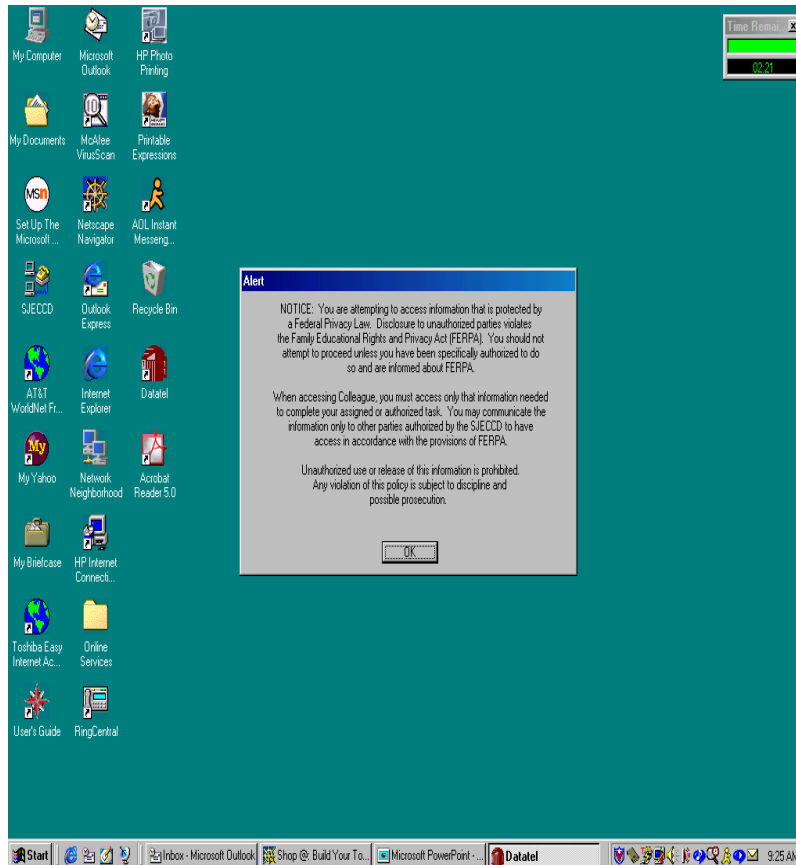 My Computer
Microsoft
Outlook
HP Photo
Printing
My Documents
McAfee
VirusScan
Printable
Expressions
Set Up The
Microsoft ...
Netscape
Navigator
AOL Instant
Messeng...
SJECCD
Outlook
Express
Recycle Bin
AT&T
WorldNet Fr...
Internet
Explorer
Datatel
My Yahoo
Network
Neighborhood
Acrobat
Reader 5.0
My Briefcase
HP Internet
Connecti...
Toshiba Easy
Internet Ac...
Online
Services
User's Guide
RingCentral
Time Remai...
02:21
Alert
NOTICE: You are attempting to access information that is protected by
a Federal Privacy Law. Disclosure to unauthorized parties violates
the Family Educational Rights and Privacy Act (FERPA). You should not
attempt to proceed unless you have been specifically authorized to do
so and are informed about FERPA.
When accessing Colleague, you must access only that information needed
to complete your assigned or authorized task. You may communicate the
information only to other parties authorized by the SJECCD to have
access in accordance with the provisions of FERPA.
Unauthorized use or release of this information is prohibited.
Any violation of this policy is subject to discipline and
possible prosecution.
OK
Start
Inbox - Microsoft Outlook
Shop @: Build Your To...
Microsoft PowerPoint - ...
Datatel
9:25 AM